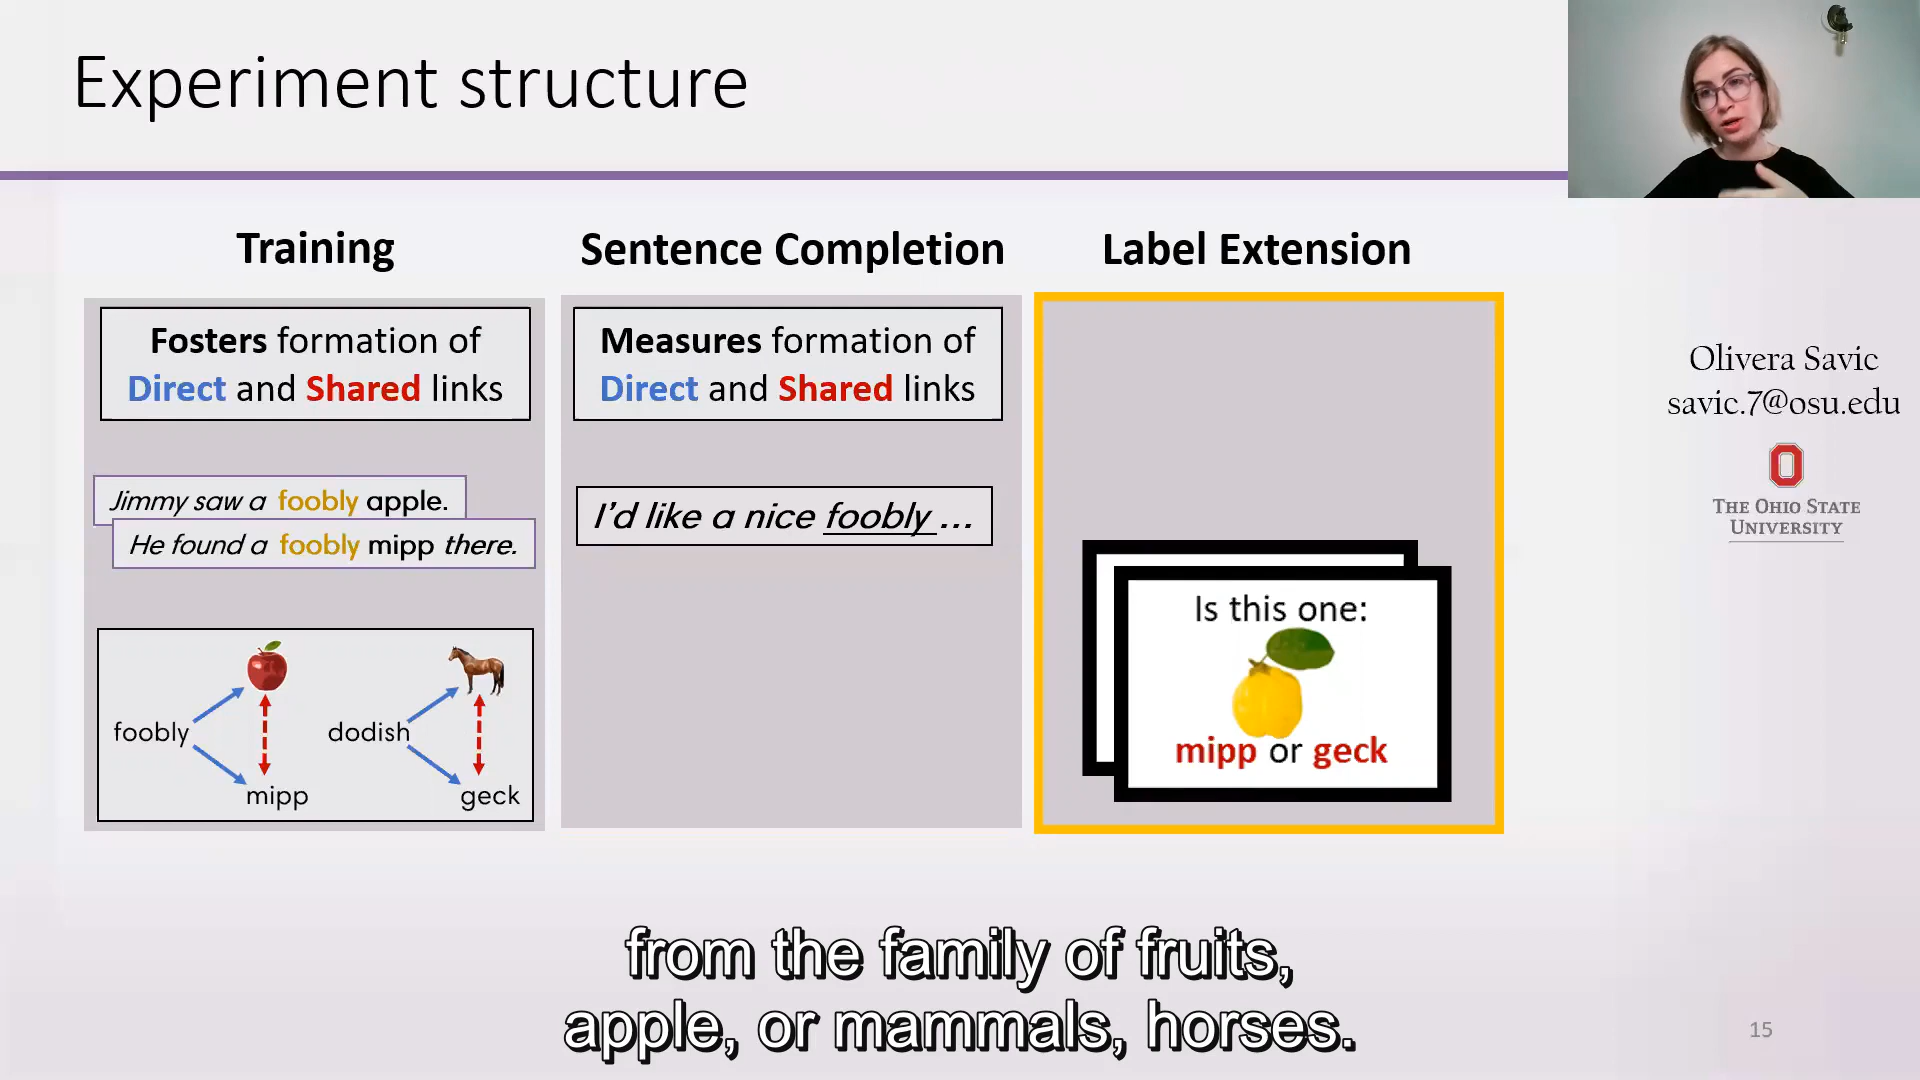 Experiment structure
Training
Sentence Completion
Label Extension
Fosters formation of
Direct and Shared links
Measures formation of
Direct and Shared links
Jimmy saw a foobly apple.
He found a foobly mipp there.
I'd like a nice foobly ...
foobly
mipp
dodish
geck
Is this one:
mipp or geck
Olivera Savic
savic.7@osu.edu
THE OHIO STATE
UNIVERSITY
from the family of fruits,
apple, or mammals, horses.
15